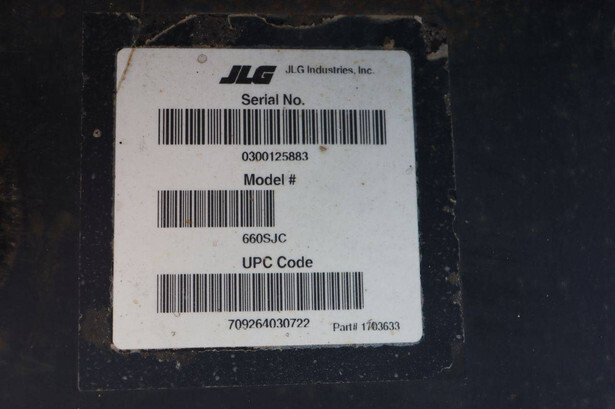 JLG JLG Industries, Inc.
Serial No.
0300125883
Model #
660SJC
UPC Code
709264030722
Part# 1703633